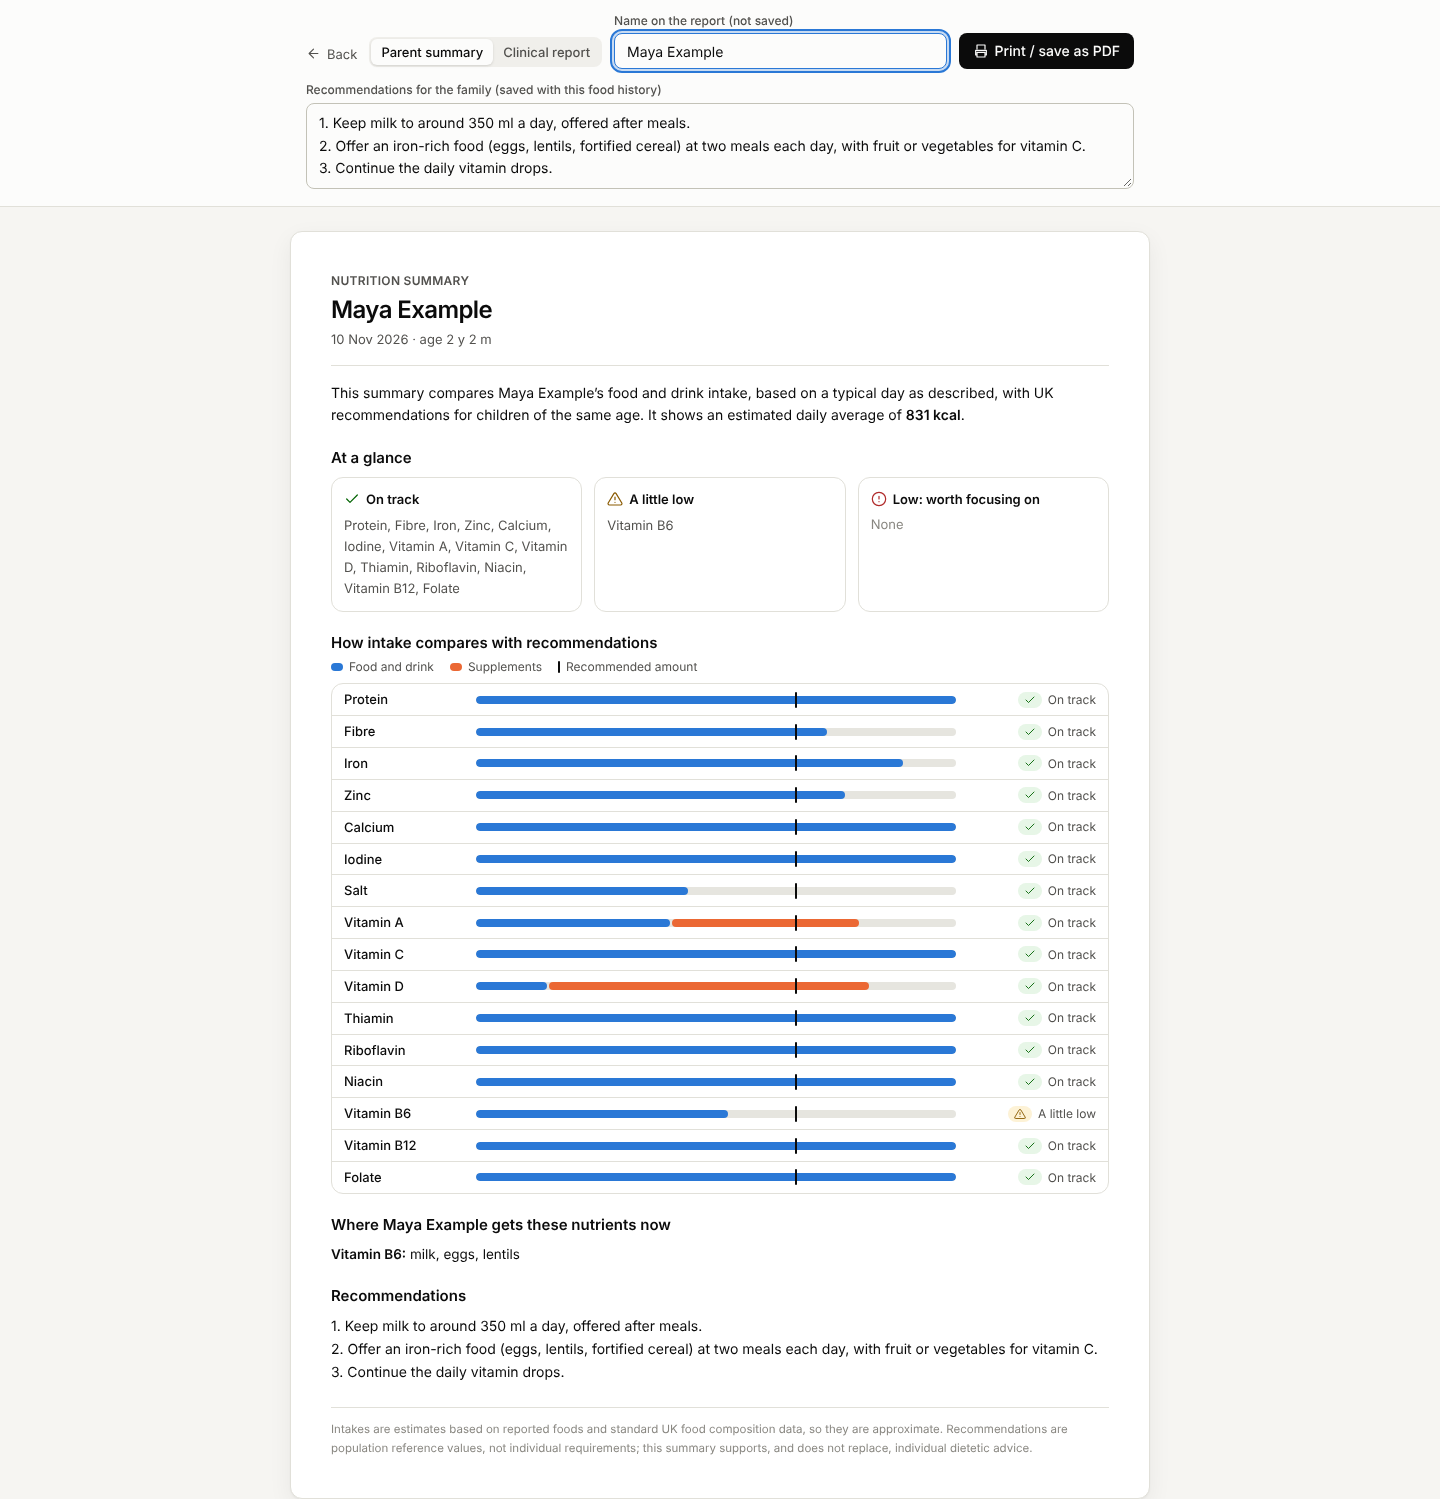 Name on the report (not saved)
Back
Parent summary
Clinical report
Maya Example
Print / save as PDF
Recommendations for the family (saved with this food history)
1. Keep milk to around 350 ml a day, offered after meals.
2. Offer an iron-rich food (eggs, lentils, fortified cereal) at two meals each day, with fruit or vegetables for vitamin C.
3. Continue the daily vitamin drops.
NUTRITION SUMMARY
Maya Example
10 Nov 2026 · age 2 y 2 m
This summary compares Maya Example’s food and drink intake, based on a typical day as described, with UK
recommendations for children of the same age. It shows an estimated daily average of 831 kcal.
At a glance
On track
Protein, Fibre, Iron, Zinc, Calcium,
Iodine, Vitamin A, Vitamin C, Vitamin
D, Thiamin, Riboflavin, Niacin,
Vitamin B12, Folate
A little low
Vitamin B6
Low: worth focusing on
None
How intake compares with recommendations
Food and drink
Supplements
Recommended amount
Protein On track
Fibre On track
Iron On track
Zinc On track
Calcium On track
Iodine On track
Salt On track
Vitamin A On track
Vitamin C On track
Vitamin D On track
Thiamin On track
Riboflavin On track
Niacin On track
Vitamin B6 A little low
Vitamin B12 On track
Folate On track
Where Maya Example gets these nutrients now
Vitamin B6: milk, eggs, lentils
Recommendations
1. Keep milk to around 350 ml a day, offered after meals.
2. Offer an iron-rich food (eggs, lentils, fortified cereal) at two meals each day, with fruit or vegetables for vitamin C.
3. Continue the daily vitamin drops.
Intakes are estimates based on reported foods and standard UK food composition data, so they are approximate. Recommendations are
population reference values, not individual requirements; this summary supports, and does not replace, individual dietetic advice.